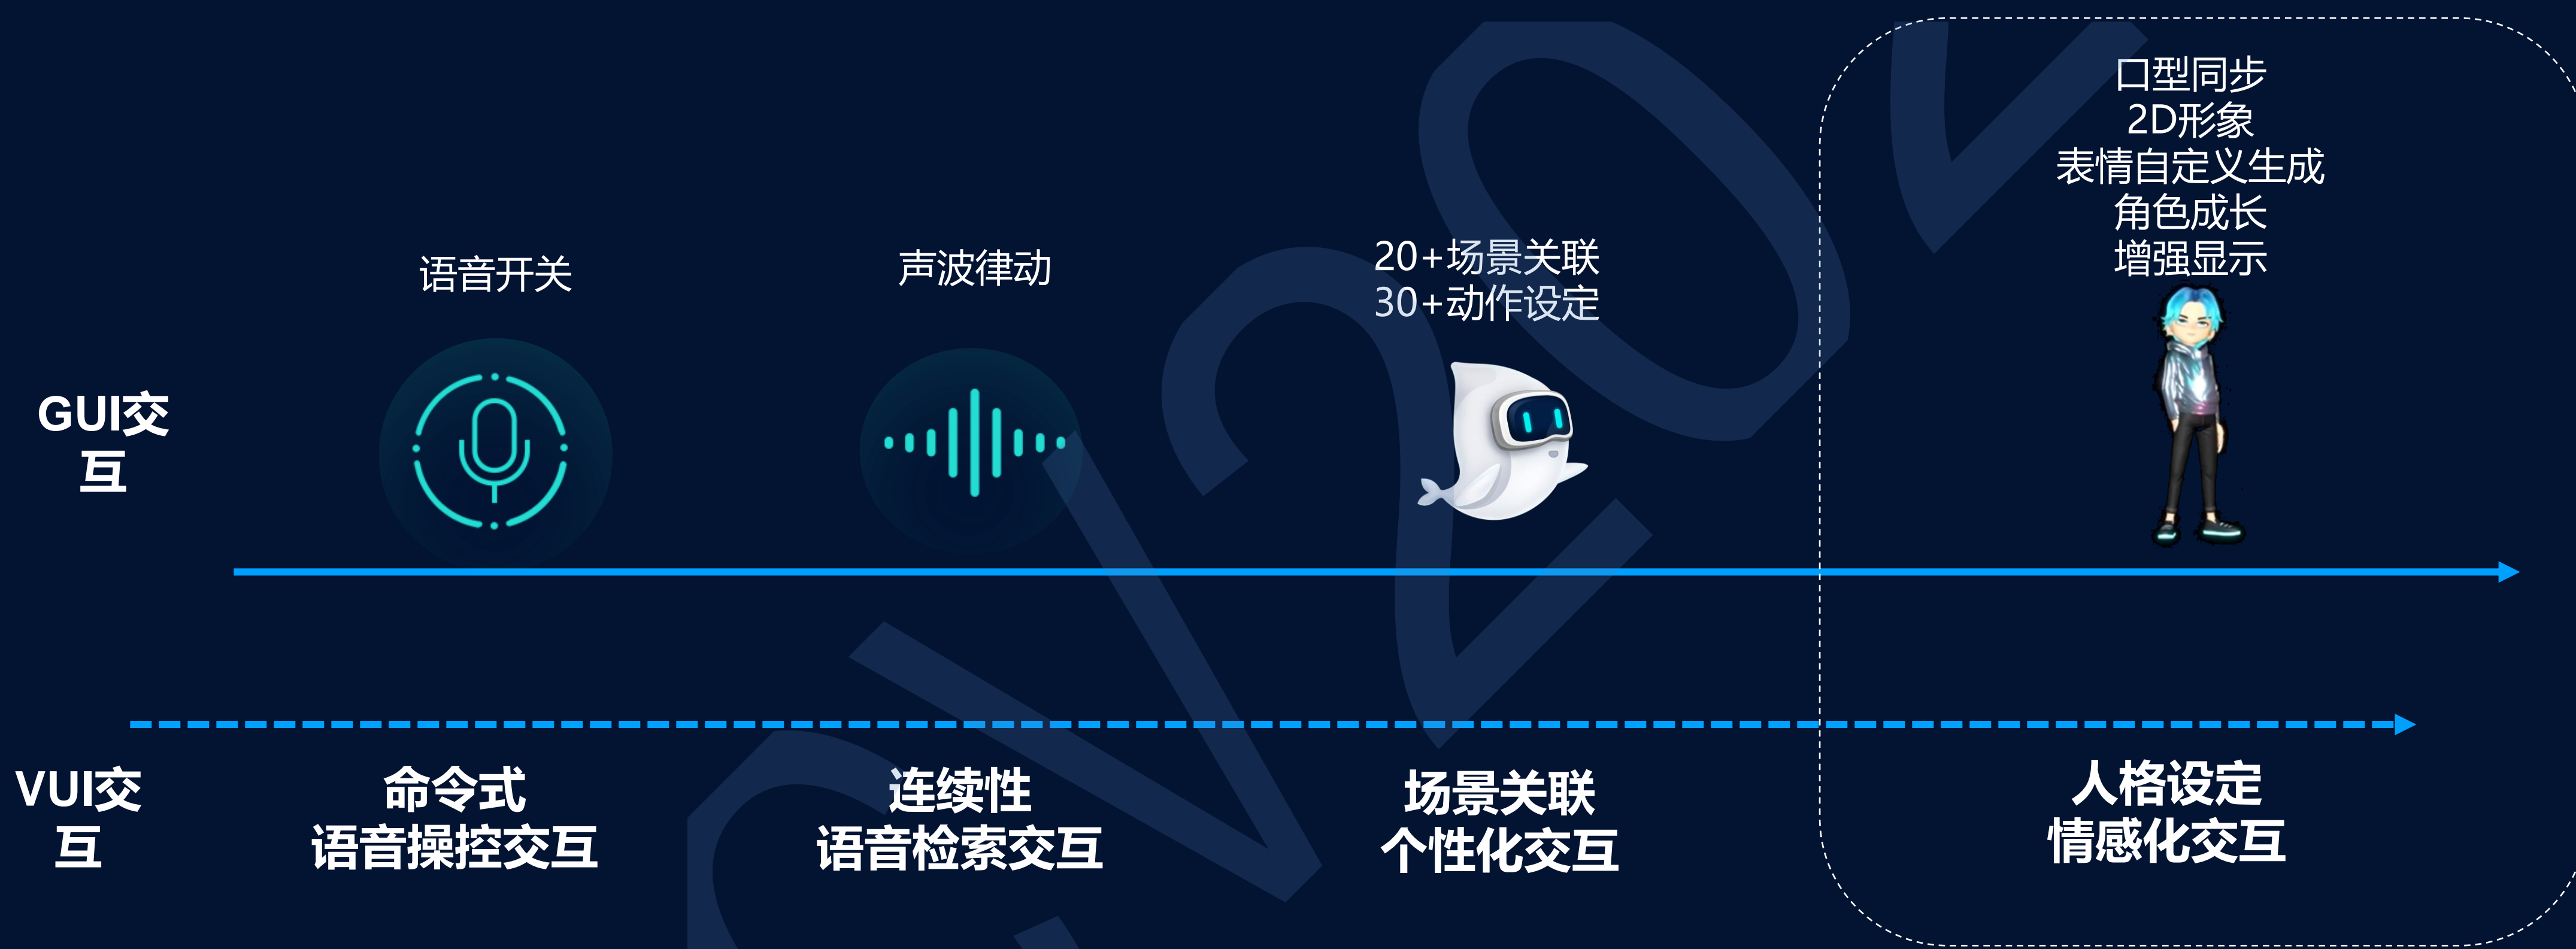 口型同步
2D形象
表情自定义生成
角色成长
增强显示
语音开关
声波律动
20+场景关联
30+动作设定
GUI交
互
VUI交
互
命令式
语音操控交互
连续性
语音检索交互
场景关联
个性化交互
人格设定
情感化交互